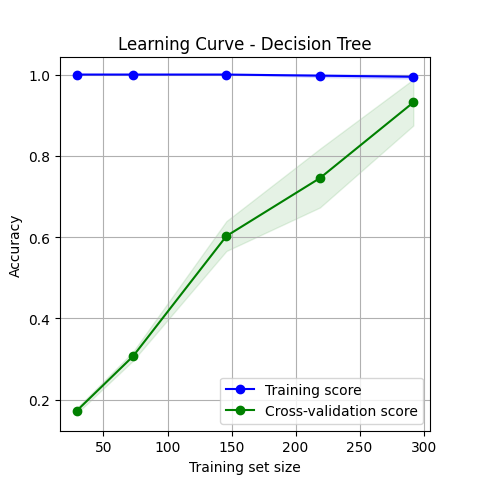 Learning Curve - Decision Tree
1.0
0.8
0.6
0.4
0.2
Accuracy
Training score
Cross-validation score
50 100 150 200 250 300
Training set size